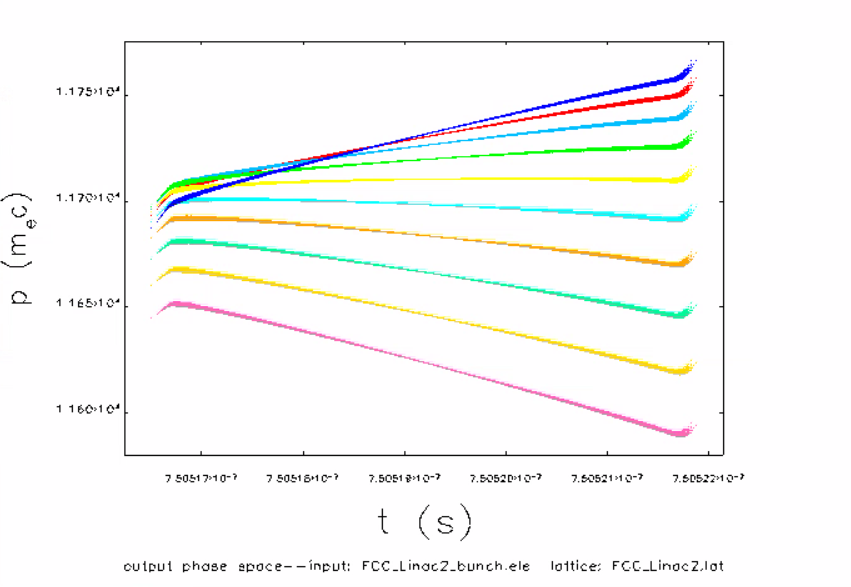 1.175×10⁴
1.170×10⁴
1.165×10⁴
1.160×10⁴
p (mₑc)
7.50517×10⁻⁷ 7.50518×10⁻⁷ 7.50519×10⁻⁷ 7.50520×10⁻⁷ 7.50521×10⁻⁷ 7.50522×10⁻⁷
t (s)
output phase space--input: FCC_Linac2_bunch.ele lattice: FCC_Linac2.lat